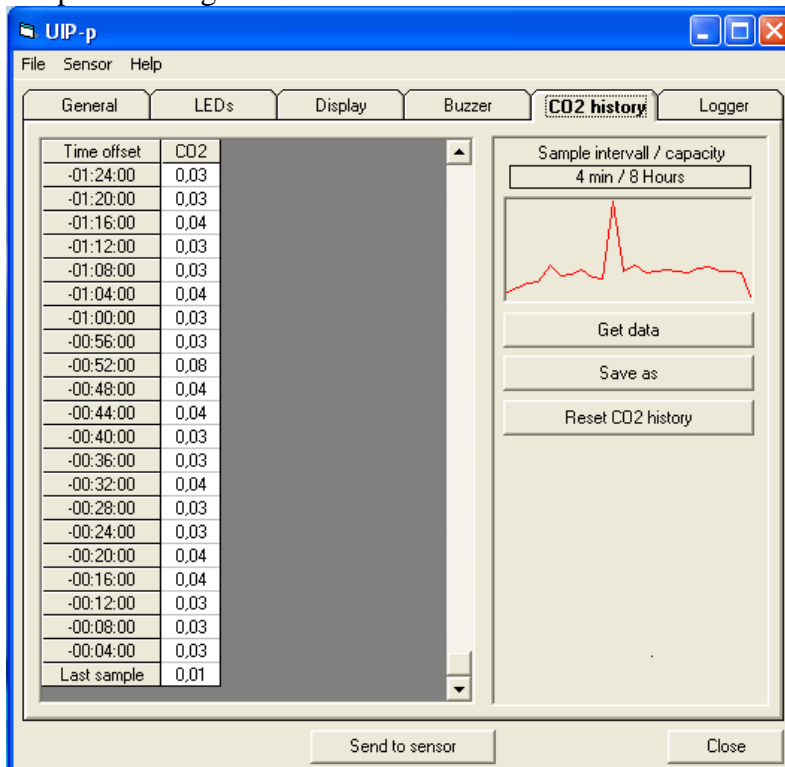 UIP-p
File Sensor Help
General LEDs Display Buzzer CO2 history Logger
Time offset CO2
-01:24:00 0,03
-01:20:00 0,03
-01:16:00 0,04
-01:12:00 0,03
-01:08:00 0,03
-01:04:00 0,04
-01:00:00 0,03
-00:56:00 0,03
-00:52:00 0,08
-00:48:00 0,04
-00:44:00 0,04
-00:40:00 0,03
-00:36:00 0,03
-00:32:00 0,04
-00:28:00 0,03
-00:24:00 0,03
-00:20:00 0,04
-00:16:00 0,04
-00:12:00 0,03
-00:08:00 0,03
-00:04:00 0,03
Last sample 0,01
Sample intervall / capacity
4 min / 8 Hours
Get data
Save as
Reset CO2 history
Send to sensor Close